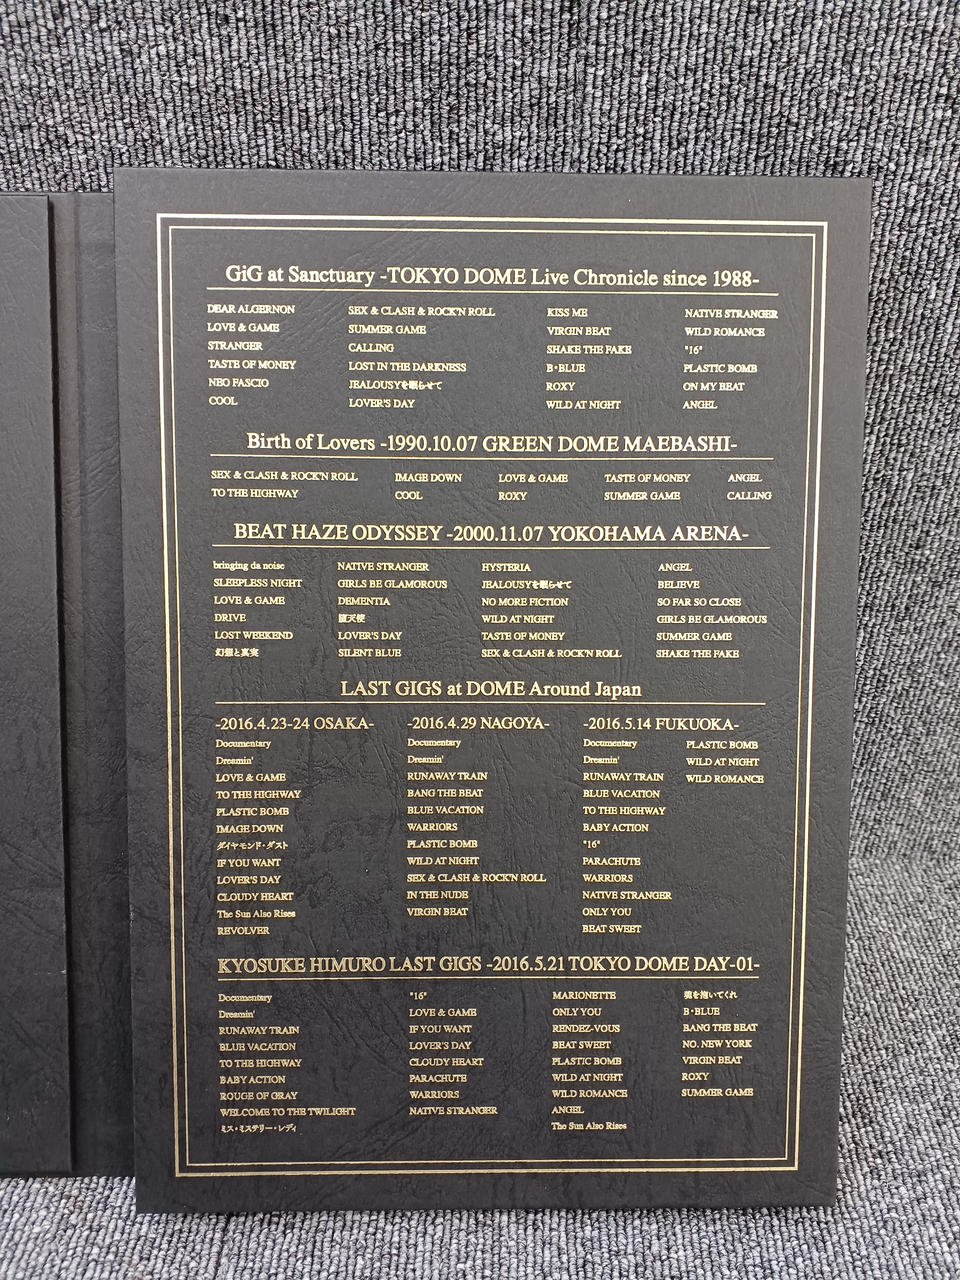 GiG at Sanctuary -TOKYO DOME Live Chronicle since 1988-
DEAR ALGERNON
LOVE & GAME
STRANGER
TASTE OF MONEY
NEO FASCIO
COOL
SEX & CLASH & ROCK'N ROLL
SUMMER GAME
CALLING
LOST IN THE DARKNESS
JEALOUSYを眠らせて
LOVER'S DAY
KISS ME
VIRGIN BEAT
SHAKE THE FAKE
B・BLUE
ROXY
WILD AT NIGHT
NATIVE STRANGER
WILD ROMANCE
"16"
PLASTIC BOMB
ON MY BEAT
ANGEL
Birth of Lovers -1990.10.07 GREEN DOME MAEBASHI-
SEX & CLASH & ROCK'N ROLL
TO THE HIGHWAY
IMAGE DOWN
COOL
LOVE & GAME
ROXY
TASTE OF MONEY
SUMMER GAME
ANGEL
CALLING
BEAT HAZE ODYSSEY -2000.11.07 YOKOHAMA ARENA-
bringing da noise
SLEEPLESS NIGHT
LOVE & GAME
DRIVE
LOST WEEKEND
幻想と真実
NATIVE STRANGER
GIRLS BE GLAMOROUS
DEMENTIA
堕天使
LOVER'S DAY
SILENT BLUE
HYSTERIA
JEALOUSYを眠らせて
NO MORE FICTION
WILD AT NIGHT
TASTE OF MONEY
SEX & CLASH & ROCK'N ROLL
ANGEL
BELIEVE
SO FAR SO CLOSE
GIRLS BE GLAMOROUS
SUMMER GAME
SHAKE THE FAKE
LAST GIGS at DOME Around Japan
-2016.4.23-24 OSAKA-
Documentary
Dreamin'
LOVE & GAME
TO THE HIGHWAY
PLASTIC BOMB
IMAGE DOWN
ダイヤモンド・ダスト
IF YOU WANT
LOVER'S DAY
CLOUDY HEART
The Sun Also Rises
REVOLVER
-2016.4.29 NAGOYA-
Documentary
Dreamin'
RUNAWAY TRAIN
BANG THE BEAT
BLUE VACATION
WARRIORS
PLASTIC BOMB
WILD AT NIGHT
SEX & CLASH & ROCK'N ROLL
IN THE NUDE
VIRGIN BEAT
-2016.5.14 FUKUOKA-
Documentary
Dreamin'
RUNAWAY TRAIN
BLUE VACATION
TO THE HIGHWAY
BABY ACTION
"16"
PARACHUTE
WARRIORS
NATIVE STRANGER
ONLY YOU
BEAT SWEET
PLASTIC BOMB
WILD AT NIGHT
WILD ROMANCE
KYOSUKE HIMURO LAST GIGS -2016.5.21 TOKYO DOME DAY-01-
Documentary
Dreamin'
RUNAWAY TRAIN
BLUE VACATION
TO THE HIGHWAY
BABY ACTION
ROUGE OF GRAY
WELCOME TO THE TWILIGHT
ミス・ミステリー・レディ
"16"
LOVE & GAME
IF YOU WANT
LOVER'S DAY
CLOUDY HEART
PARACHUTE
WARRIORS
NATIVE STRANGER
MARIONETTE
ONLY YOU
RENDEZ-VOUS
BEAT SWEET
PLASTIC BOMB
WILD AT NIGHT
WILD ROMANCE
ANGEL
The Sun Also Rises
魂を抱いてくれ
B・BLUE
BANG THE BEAT
NO. NEW YORK
VIRGIN BEAT
ROXY
SUMMER GAME